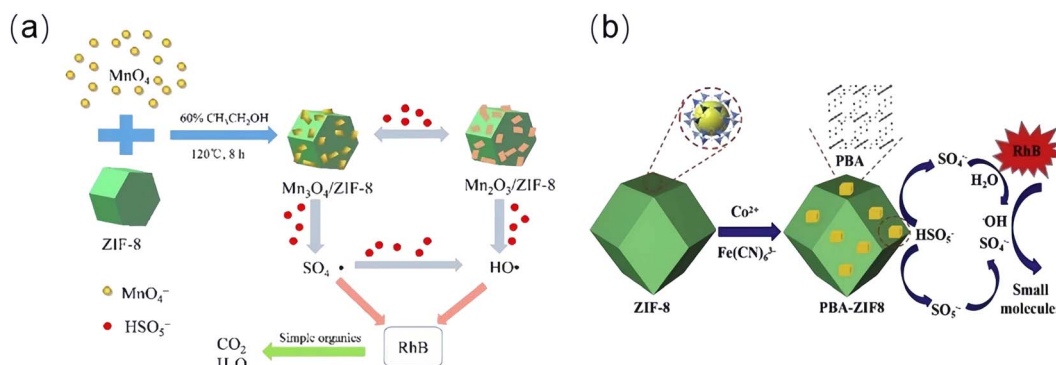 (a)
MnO₄
60% CH₃CH₂OH
120℃, 8 h
ZIF-8
Mn₃O₄/ZIF-8
Mn₂O₃/ZIF-8
SO₄ •
HO•
MnO₄⁻
HSO₅⁻
Simple organics
RhB
CO₂
H₂O
(b)
PBA
RhB
SO₄·⁻
H₂O
·OH
SO₄·⁻
Co²⁺
Fe(CN)₆³⁻
HSO₅⁻
SO₅·⁻
Small
molecules
ZIF-8
PBA-ZIF8